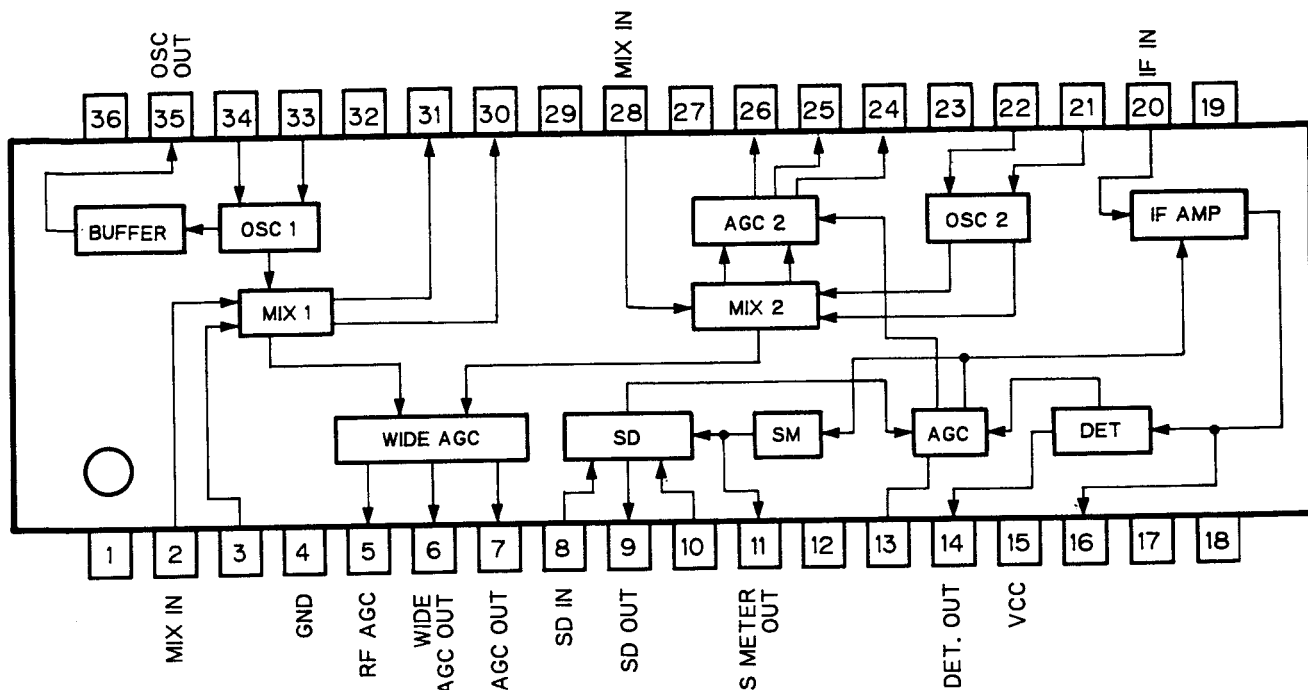 OSC
OUT
MIX IN
IF IN
36 35 34 33 32 31 30 29 28 27 26 25 24 23 22 21 20 19
BUFFER
OSC 1
AGC 2
OSC 2
IF AMP
MIX 1
MIX 2
WIDE AGC
SD
SM
AGC
DET
1 2 3 4 5 6 7 8 9 10 11 12 13 14 15 16 17 18
MIX IN
GND
RF AGC
WIDE
AGC OUT
AGC OUT
SD IN
SD OUT
S METER
OUT
DET. OUT
VCC